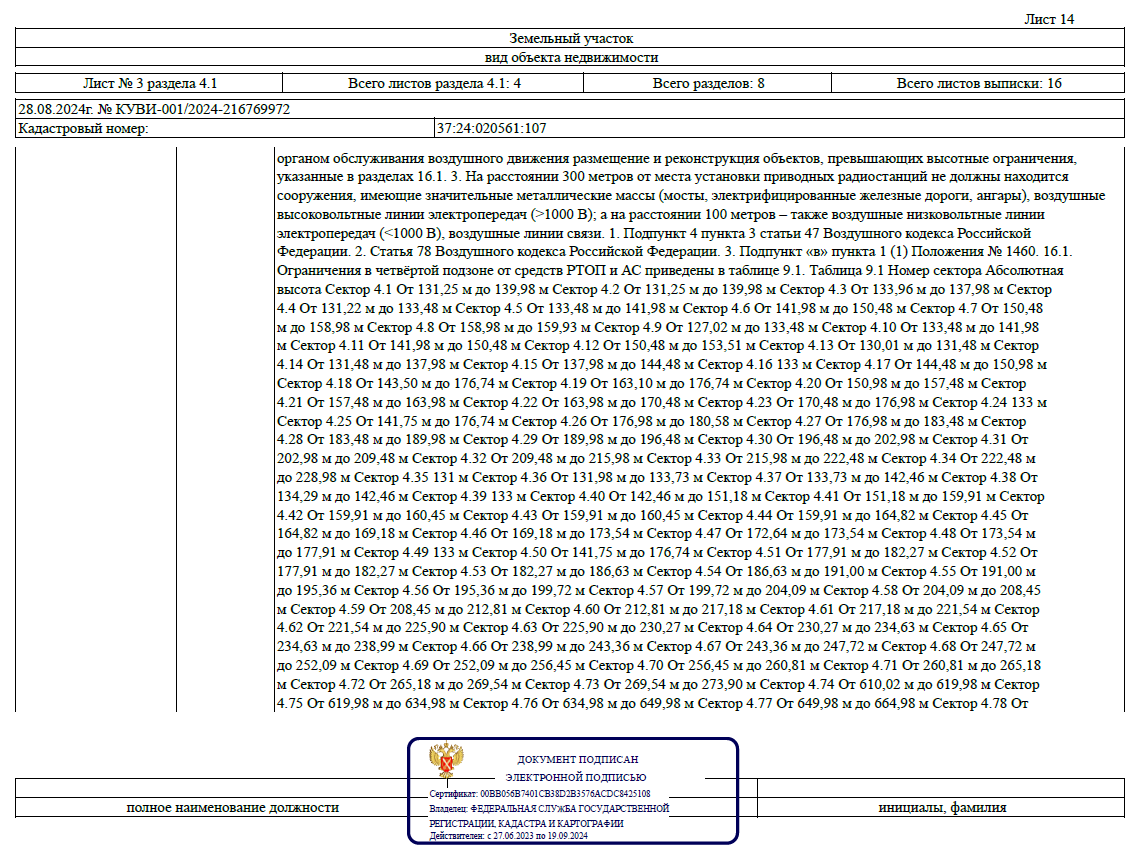 Лист 14
Земельный участок
вид объекта недвижимости
Лист № 3 раздела 4.1 Всего листов раздела 4.1: 4 Всего разделов: 8 Всего листов выписки: 16
28.08.2024г. № КУВИ-001/2024-216769972
Кадастровый номер: 37:24:020561:107
органом обслуживания воздушного движения размещение и реконструкция объектов, превышающих высотные ограничения,
указанные в разделах 16.1. 3. На расстоянии 300 метров от места установки приводных радиостанций не должны находится
сооружения, имеющие значительные металлические массы (мосты, электрифицированные железные дороги, ангары), воздушные
высоковольтные линии электропередач (>1000 В); а на расстоянии 100 метров – также воздушные низковольтные линии
электропередач (<1000 В), воздушные линии связи. 1. Подпункт 4 пункта 3 статьи 47 Воздушного кодекса Российской
Федерации. 2. Статья 78 Воздушного кодекса Российской Федерации. 3. Подпункт «в» пункта 1 (1) Положения № 1460. 16.1.
Ограничения в четвёртой подзоне от средств РТОП и АС приведены в таблице 9.1. Таблица 9.1 Номер сектора Абсолютная
высота Сектор 4.1 От 131,25 м до 139,98 м Сектор 4.2 От 131,25 м до 139,98 м Сектор 4.3 От 133,96 м до 137,98 м Сектор
4.4 От 131,22 м до 133,48 м Сектор 4.5 От 133,48 м до 141,98 м Сектор 4.6 От 141,98 м до 150,48 м Сектор 4.7 От 150,48
м до 158,98 м Сектор 4.8 От 158,98 м до 159,93 м Сектор 4.9 От 127,02 м до 133,48 м Сектор 4.10 От 133,48 м до 141,98
м Сектор 4.11 От 141,98 м до 150,48 м Сектор 4.12 От 150,48 м до 153,51 м Сектор 4.13 От 130,01 м до 131,48 м Сектор
4.14 От 131,48 м до 137,98 м Сектор 4.15 От 137,98 м до 144,48 м Сектор 4.16 133 м Сектор 4.17 От 144,48 м до 150,98 м
Сектор 4.18 От 143,50 м до 176,74 м Сектор 4.19 От 163,10 м до 176,74 м Сектор 4.20 От 150,98 м до 157,48 м Сектор
4.21 От 157,48 м до 163,98 м Сектор 4.22 От 163,98 м до 170,48 м Сектор 4.23 От 170,48 м до 176,98 м Сектор 4.24 133 м
Сектор 4.25 От 141,75 м до 176,74 м Сектор 4.26 От 176,98 м до 180,58 м Сектор 4.27 От 176,98 м до 183,48 м Сектор
4.28 От 183,48 м до 189,98 м Сектор 4.29 От 189,98 м до 196,48 м Сектор 4.30 От 196,48 м до 202,98 м Сектор 4.31 От
202,98 м до 209,48 м Сектор 4.32 От 209,48 м до 215,98 м Сектор 4.33 От 215,98 м до 222,48 м Сектор 4.34 От 222,48 м
до 228,98 м Сектор 4.35 131 м Сектор 4.36 От 131,98 м до 133,73 м Сектор 4.37 От 133,73 м до 142,46 м Сектор 4.38 От
134,29 м до 142,46 м Сектор 4.39 133 м Сектор 4.40 От 142,46 м до 151,18 м Сектор 4.41 От 151,18 м до 159,91 м Сектор
4.42 От 159,91 м до 160,45 м Сектор 4.43 От 159,91 м до 160,45 м Сектор 4.44 От 159,91 м до 164,82 м Сектор 4.45 От
164,82 м до 169,18 м Сектор 4.46 От 169,18 м до 173,54 м Сектор 4.47 От 172,64 м до 173,54 м Сектор 4.48 От 173,54 м
до 177,91 м Сектор 4.49 133 м Сектор 4.50 От 141,75 м до 176,74 м Сектор 4.51 От 177,91 м до 182,27 м Сектор 4.52 От
177,91 м до 182,27 м Сектор 4.53 От 182,27 м до 186,63 м Сектор 4.54 От 186,63 м до 191,00 м Сектор 4.55 От 191,00 м
до 195,36 м Сектор 4.56 От 195,36 м до 199,72 м Сектор 4.57 От 199,72 м до 204,09 м Сектор 4.58 От 204,09 м до 208,45
м Сектор 4.59 От 208,45 м до 212,81 м Сектор 4.60 От 212,81 м до 217,18 м Сектор 4.61 От 217,18 м до 221,54 м Сектор
4.62 От 221,54 м до 225,90 м Сектор 4.63 От 225,90 м до 230,27 м Сектор 4.64 От 230,27 м до 234,63 м Сектор 4.65 От
234,63 м до 238,99 м Сектор 4.66 От 238,99 м до 243,36 м Сектор 4.67 От 243,36 м до 247,72 м Сектор 4.68 От 247,72 м
до 252,09 м Сектор 4.69 От 252,09 м до 256,45 м Сектор 4.70 От 256,45 м до 260,81 м Сектор 4.71 От 260,81 м до 265,18
м Сектор 4.72 От 265,18 м до 269,54 м Сектор 4.73 От 269,54 м до 273,90 м Сектор 4.74 От 610,02 м до 619,98 м Сектор
4.75 От 619,98 м до 634,98 м Сектор 4.76 От 634,98 м до 649,98 м Сектор 4.77 От 649,98 м до 664,98 м Сектор 4.78 От
ДОКУМЕНТ ПОДПИСАН
ЭЛЕКТРОННОЙ ПОДПИСЬЮ
Сертификат: 00BB056B7401CB38D2B3576ACDC8425108
Владелец: ФЕДЕРАЛЬНАЯ СЛУЖБА ГОСУДАРСТВЕННОЙ
РЕГИСТРАЦИИ, КАДАСТРА И КАРТОГРАФИИ
Действителен: с 27.06.2023 по 19.09.2024
полное наименование должности инициалы, фамилия